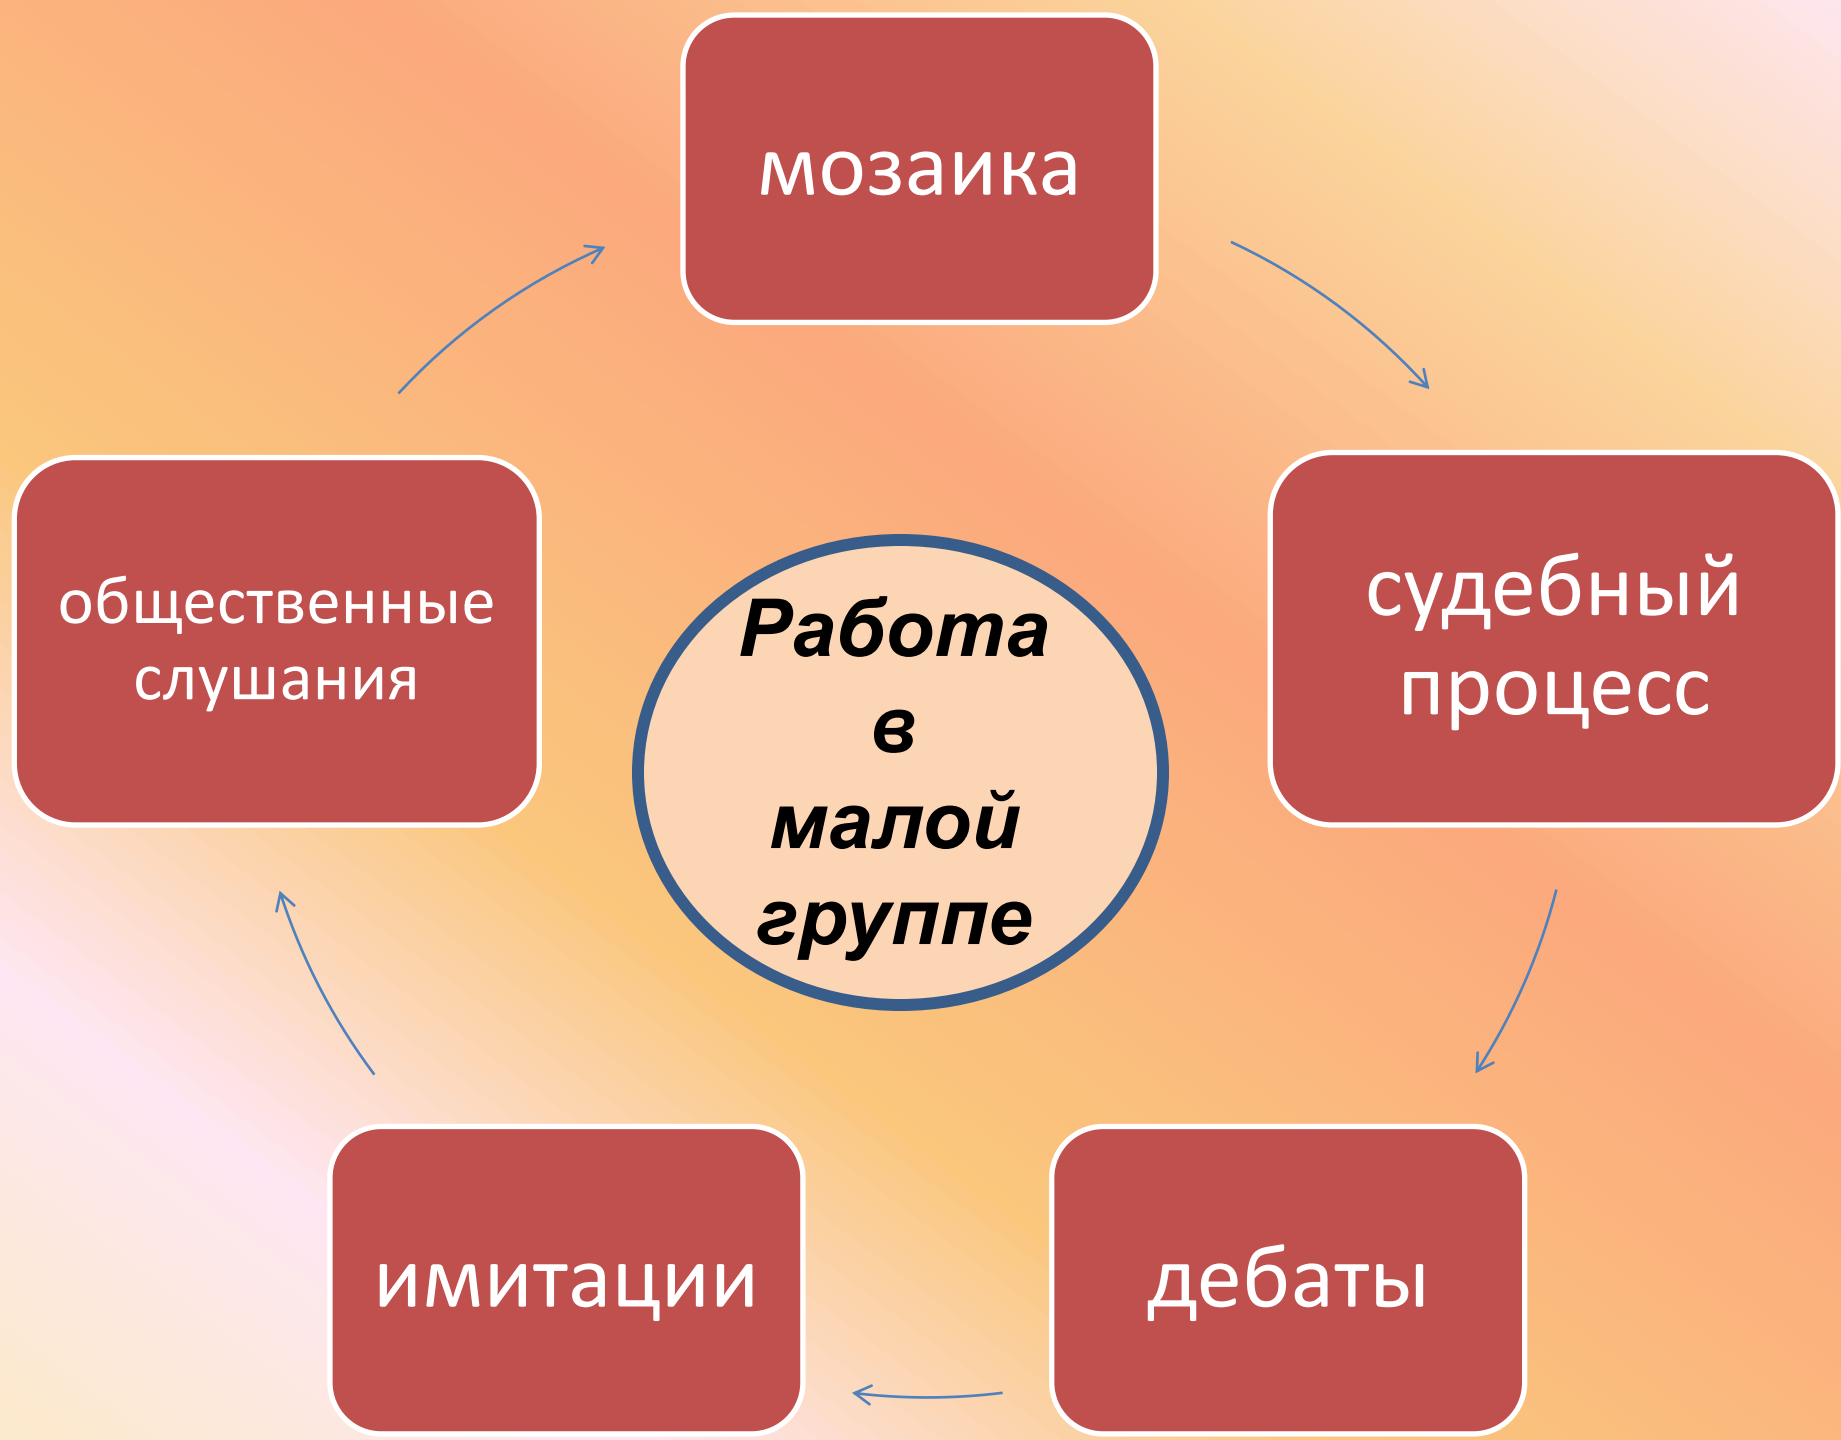 мозаика
судебный
процесс
дебаты
имитации
общественные
слушания
Работа
в
малой
группе